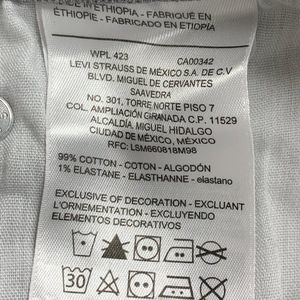 MADE IN ETHIOPIA - FABRIQUÉ EN
ÉTHIOPIE - FABRICADO EN ETIOPÍA
WPL 423 CA00342
LEVI STRAUSS DE MÉXICO S.A. DE C.V
BLVD. MIGUEL DE CERVANTES
SAAVEDRA
NO. 301, TORRE NORTE PISO 7
COL. AMPLIACIÓN GRANADA C.P. 11529
ALCALDÍA. MIGUEL HIDALGO
CIUDAD DE MÉXICO, MÉXICO
RFC: LSM660818M98
99% COTTON - COTON - ALGODÓN
1% ELASTANE - ELASTHANNE - elastano
EXCLUSIVE OF DECORATION - EXCLUANT
L'ORNEMENTATION - EXCLUYENDO
ELEMENTOS DECORATIVOS
30